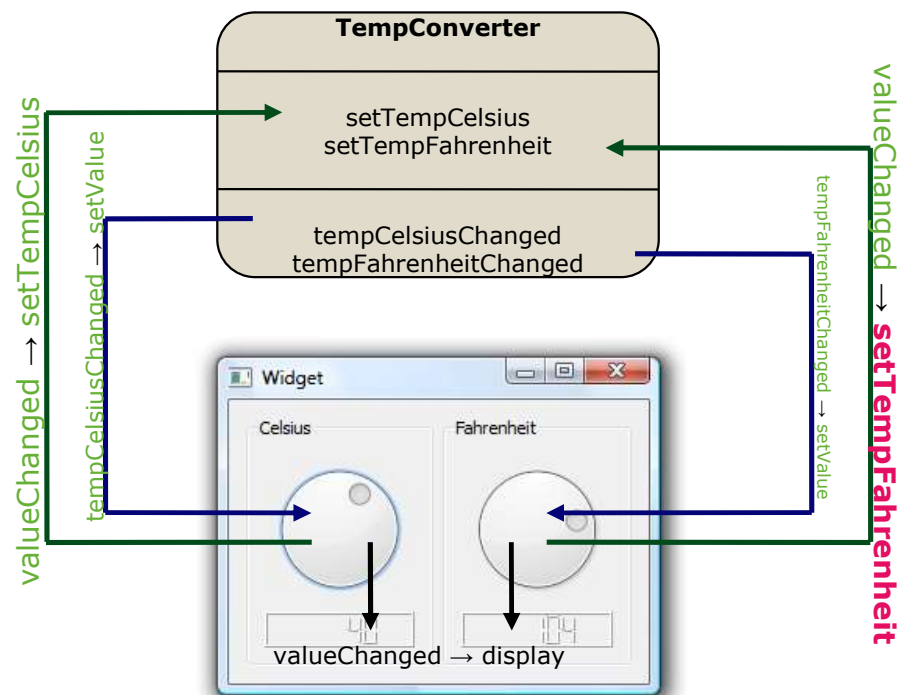 TempConverter
setTempCelsius
setTempFahrenheit
tempCelsiusChanged
tempFahrenheitChanged
valueChanged → setTempCelsius
tempCelsiusChanged → setValue
tempFahrenheitChanged → setValue
valueChanged → setTempFahrenheit
Widget
Celsius
Fahrenheit
40
104
valueChanged → display